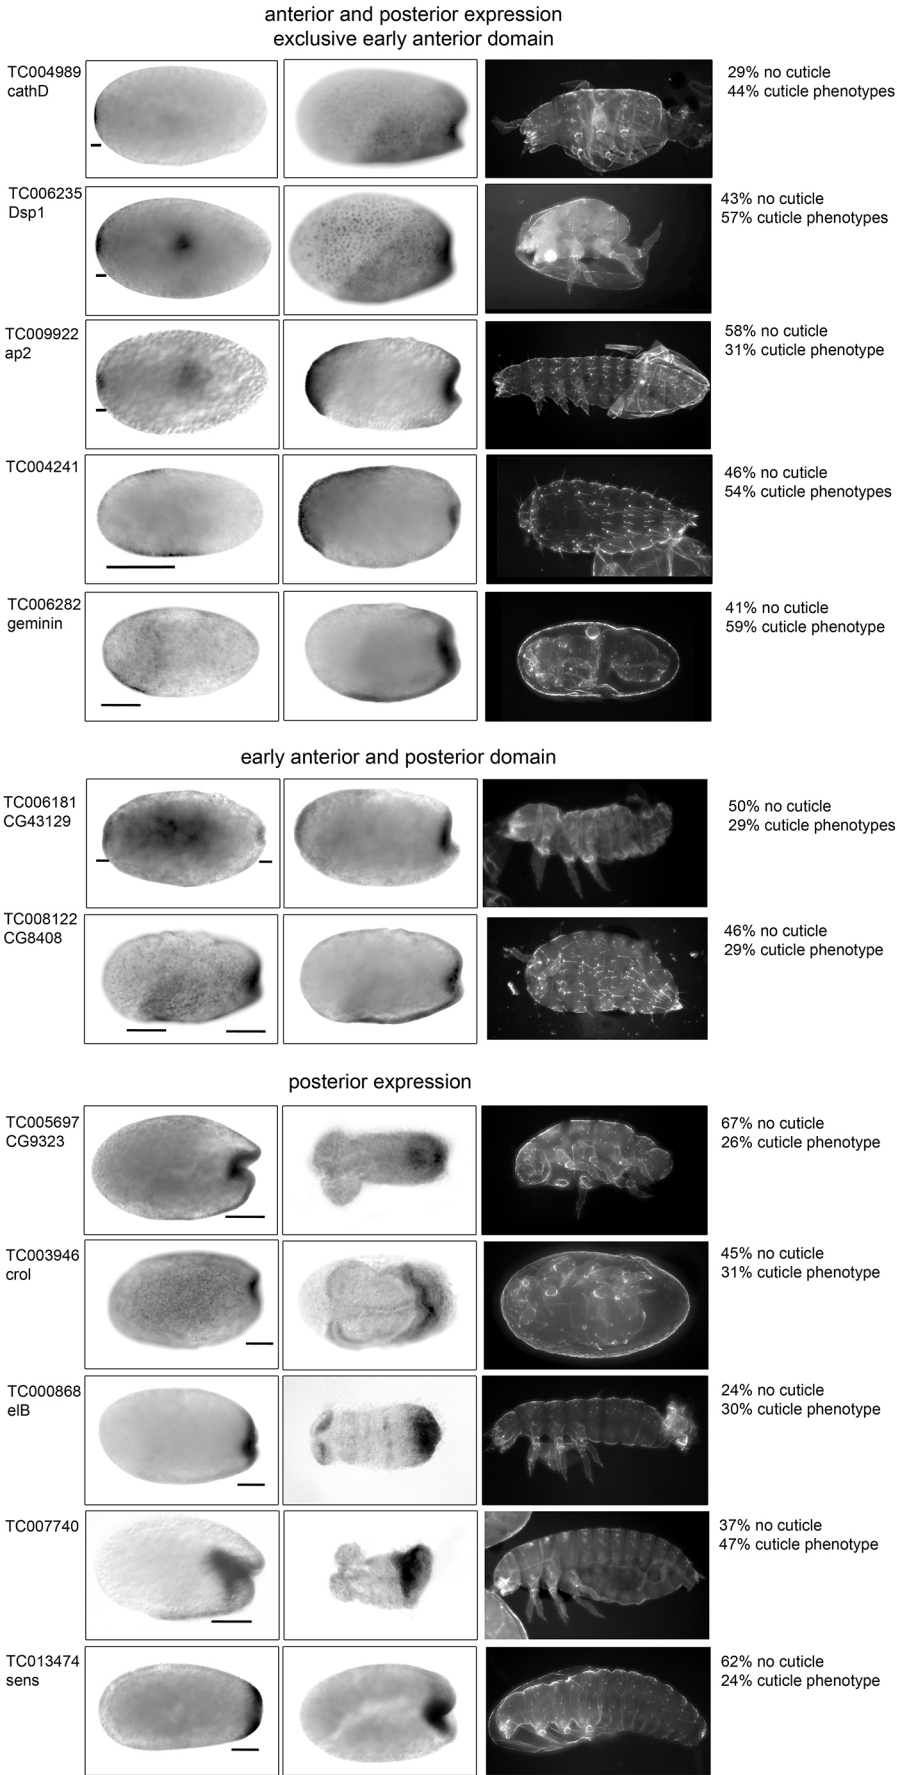 anterior and posterior expression
exclusive early anterior domain
TC004989
cathD
29% no cuticle
44% cuticle phenotypes
TC006235
Dsp1
43% no cuticle
57% cuticle phenotypes
TC009922
ap2
58% no cuticle
31% cuticle phenotype
TC004241
46% no cuticle
54% cuticle phenotypes
TC006282
geminin
41% no cuticle
59% cuticle phenotype
early anterior and posterior domain
TC006181
CG43129
50% no cuticle
29% cuticle phenotypes
TC008122
CG8408
46% no cuticle
29% cuticle phenotype
posterior expression
TC005697
CG9323
67% no cuticle
26% cuticle phenotype
TC003946
crol
45% no cuticle
31% cuticle phenotype
TC000868
elB
24% no cuticle
30% cuticle phenotype
TC007740
37% no cuticle
47% cuticle phenotype
TC013474
sens
62% no cuticle
24% cuticle phenotype